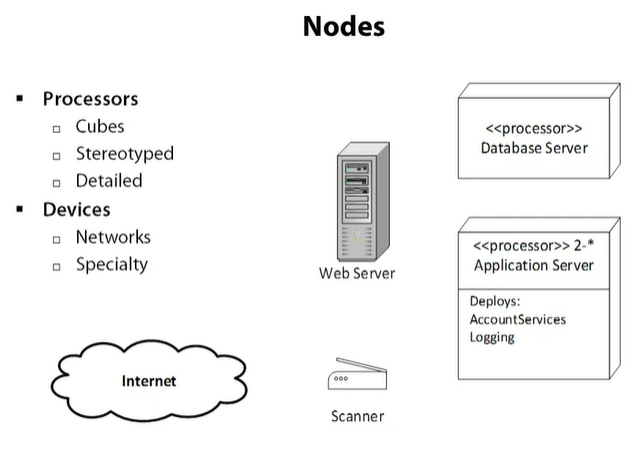 Nodes
▪ Processors
□ Cubes
□ Stereotyped
□ Detailed
▪ Devices
□ Networks
□ Specialty
Internet
Web Server
Scanner
<<processor>>
Database Server
<<processor>> 2-*
Application Server
Deploys:
AccountServices
Logging